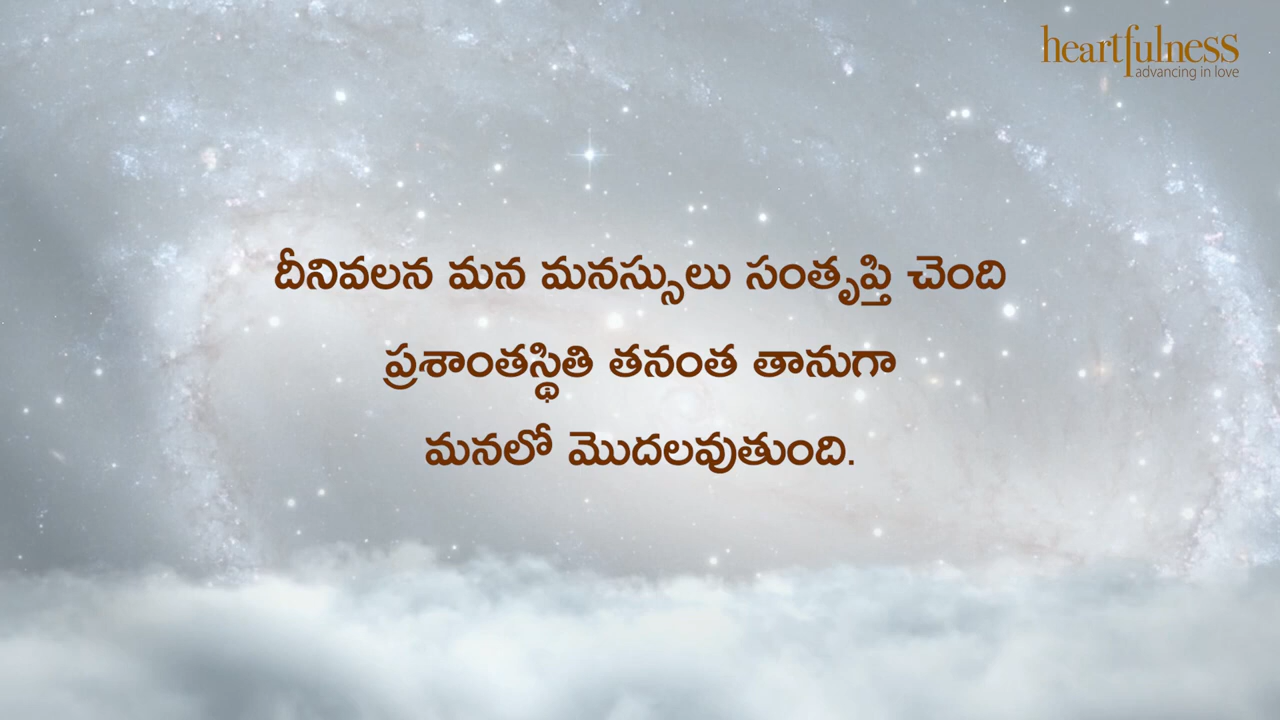 heartfulness
advancing in love
దీనివలన మన మనస్సులు సంతృప్తి చెంది
ప్రశాంతస్థితి తనంత తానుగా
మనలో మొదలవుతుంది.